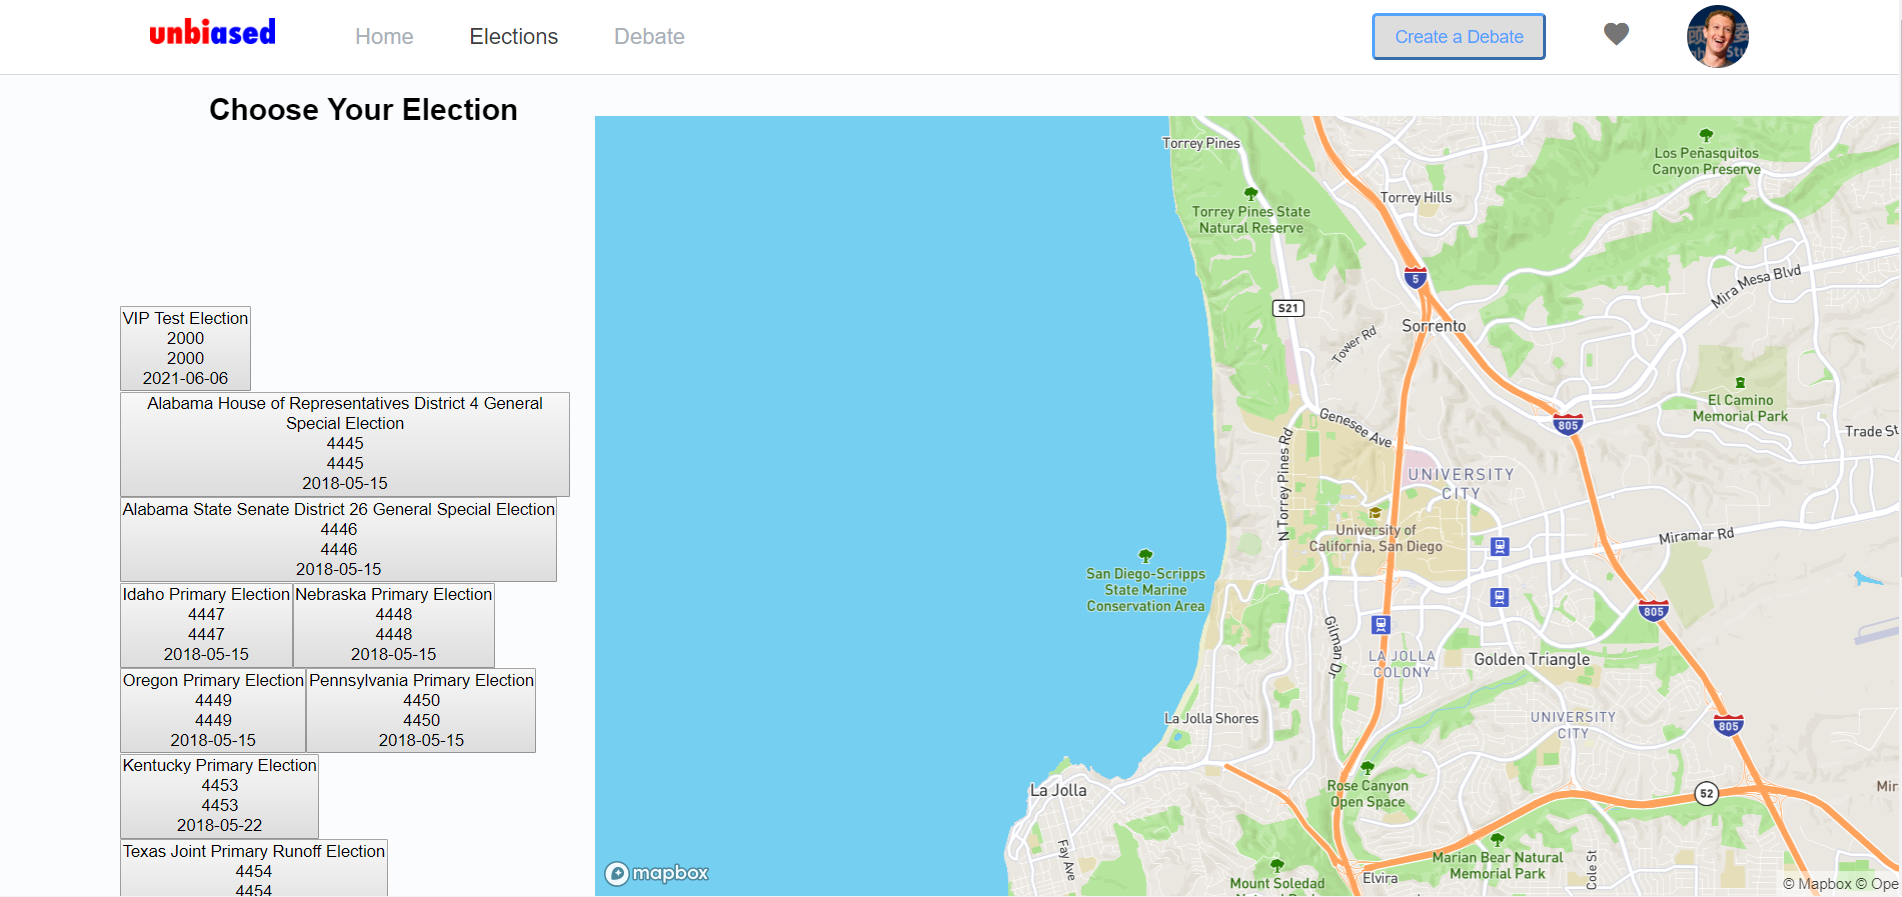 unbiased
Home
Elections
Debate
Create a Debate
Choose Your Election
VIP Test Election
2000
2000
2021-06-06
Alabama House of Representatives District 4 General
Special Election
4445
4445
2018-05-15
Alabama State Senate District 26 General Special Election
4446
4446
2018-05-15
Idaho Primary Election
4447
4447
2018-05-15
Nebraska Primary Election
4448
4448
2018-05-15
Oregon Primary Election
4449
4449
2018-05-15
Pennsylvania Primary Election
4450
4450
2018-05-15
Kentucky Primary Election
4453
4453
2018-05-22
Texas Joint Primary Runoff Election
4454
4454
Torrey Pines
Los Peñasquitos
Canyon Preserve
Torrey Hills
Torrey Pines State
Natural Reserve
5
Mira Mesa Blvd
S21
Sorrento
Tower Rd
El Camino
Memorial Park
Genesee Ave
805
Trade St
N Torrey Pines Rd
UNIVERSITY
CITY
University of
California, San Diego
Miramar Rd
San Diego-Scripps
State Marine
Conservation Area
805
Gilman Dr
LA JOLLA
COLONY
Golden Triangle
La Jolla Shores
UNIVERSITY
CITY
805
La Jolla
Rose Canyon
Open Space
52
Mir
Fay Ave
Marian Bear Natural
Memorial Park
Cole St
Elvira
Mount Soledad
mapbox
© Mapbox © Ope